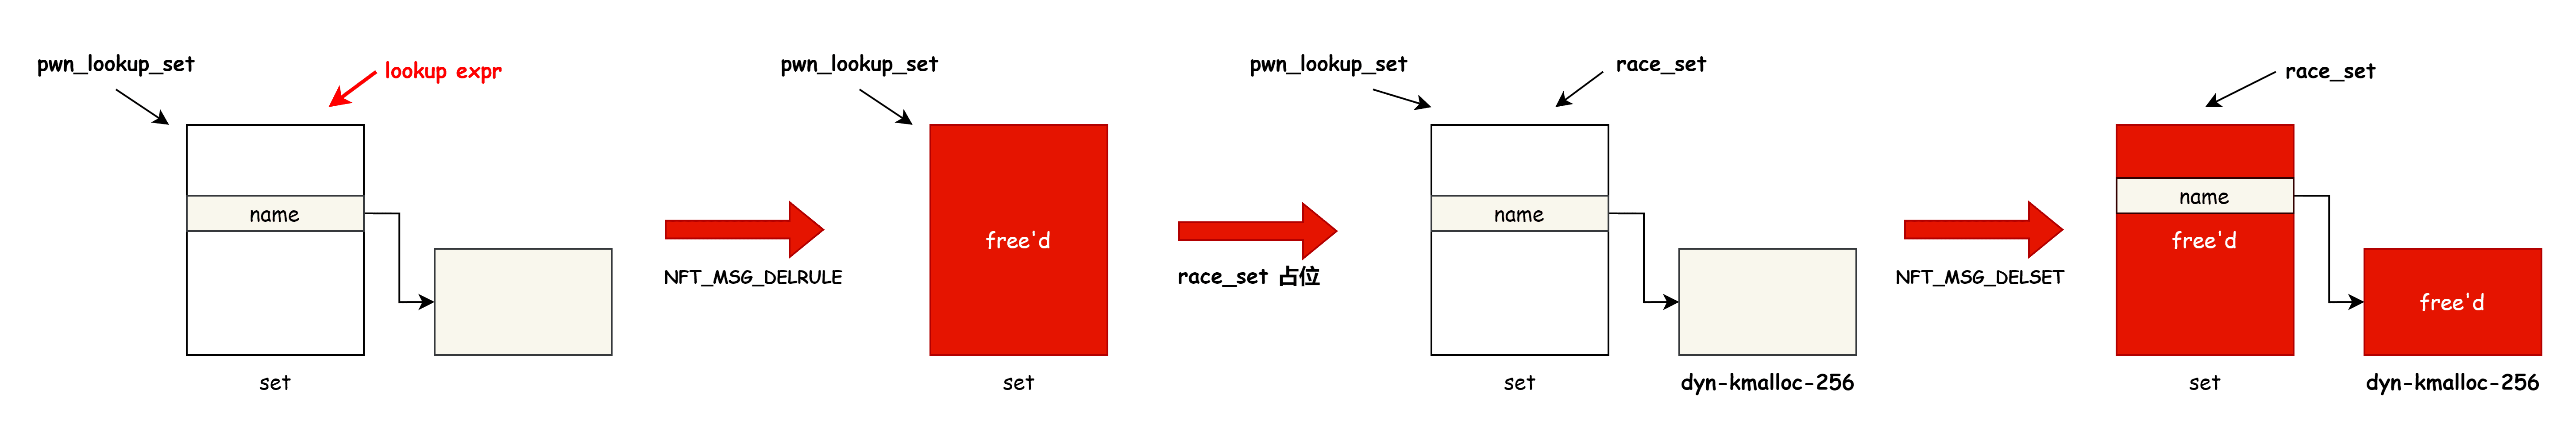 pwn_lookup_set
lookup expr
name
set
NFT_MSG_DELRULE
pwn_lookup_set
free'd
set
race_set 占位
pwn_lookup_set
race_set
name
set
dyn-kmalloc-256
NFT_MSG_DELSET
race_set
name
free'd
free'd
set
dyn-kmalloc-256